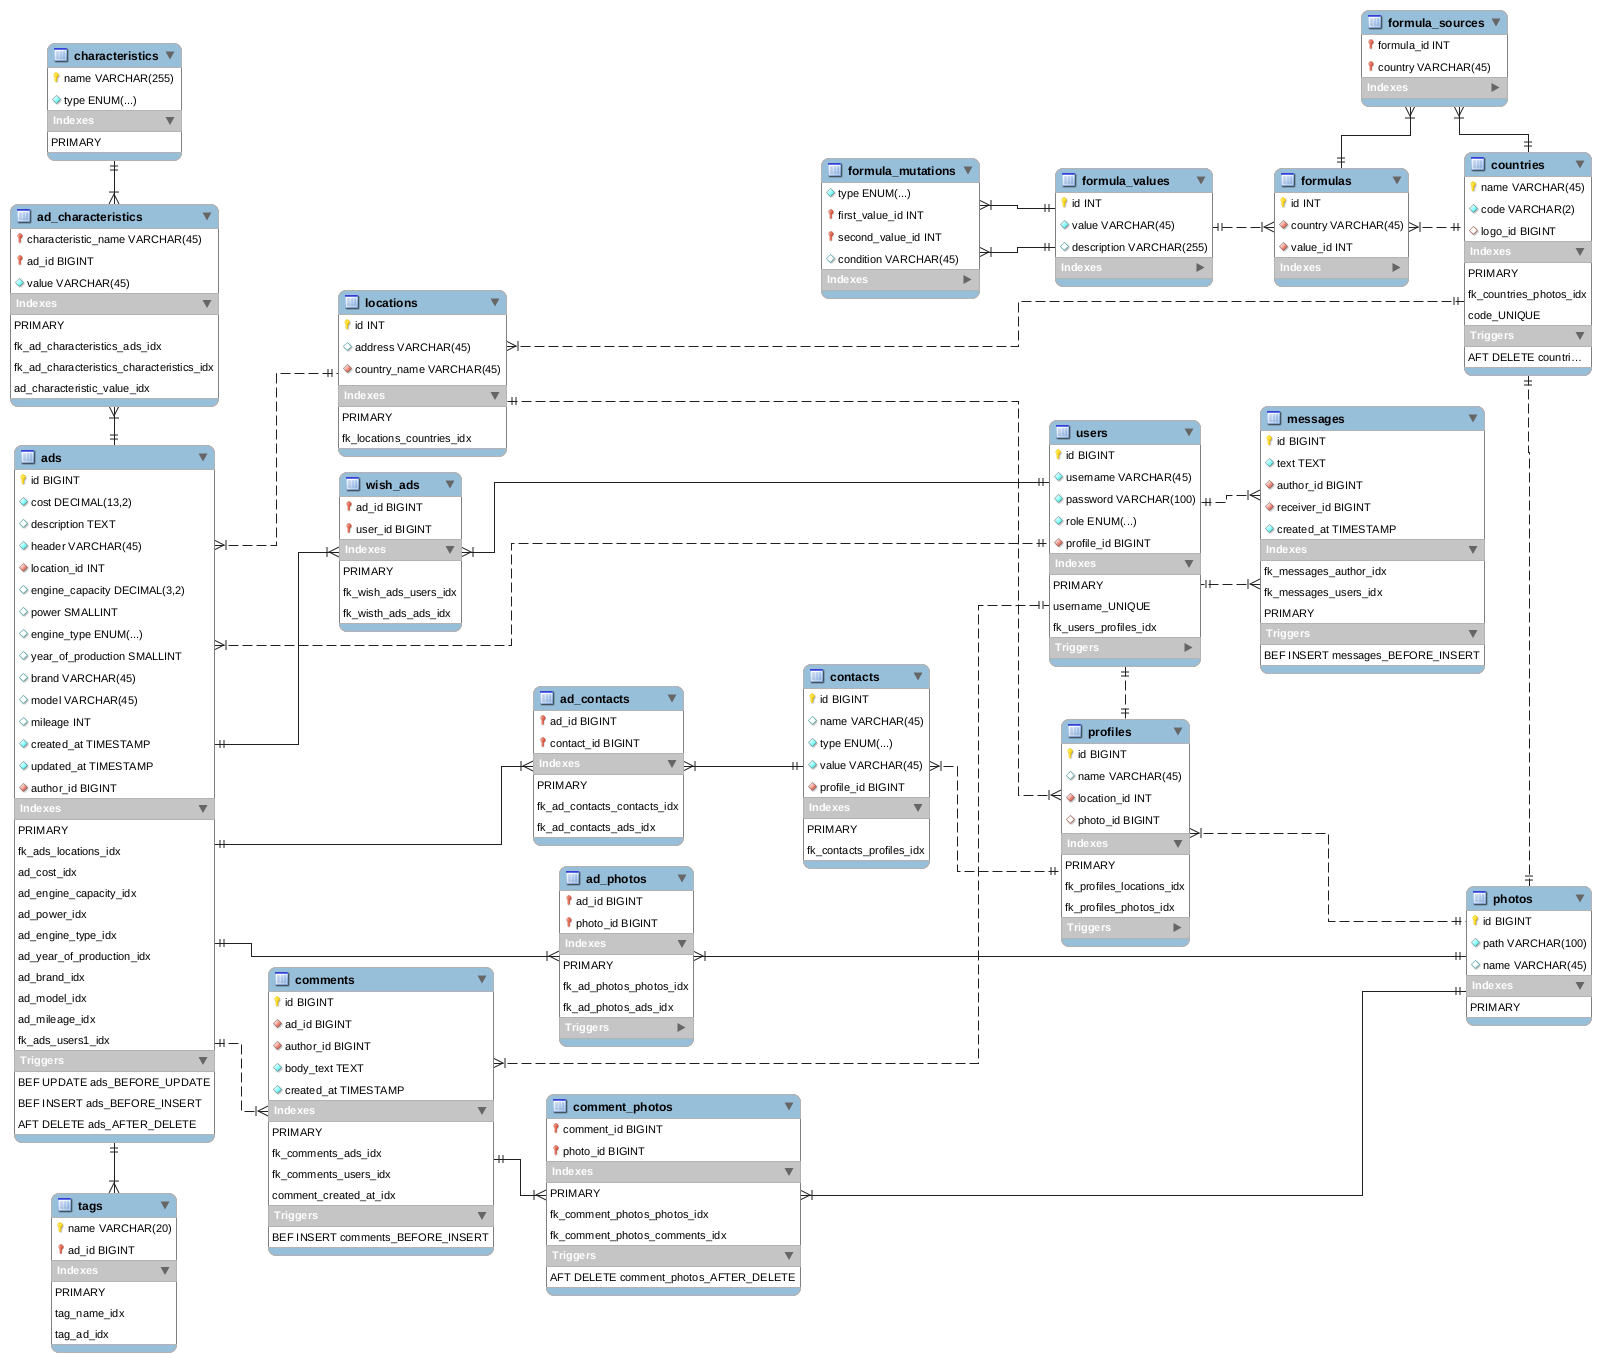 characteristics
name VARCHAR(255)
type ENUM(...)
Indexes
PRIMARY
ad_characteristics
characteristic_name VARCHAR(45)
ad_id BIGINT
value VARCHAR(45)
Indexes
PRIMARY
fk_ad_characteristics_ads_idx
fk_ad_characteristics_characteristics_idx
ad_characteristic_value_idx
ads
id BIGINT
cost DECIMAL(13,2)
description TEXT
header VARCHAR(45)
location_id INT
engine_capacity DECIMAL(3,2)
power SMALLINT
engine_type ENUM(...)
year_of_production SMALLINT
brand VARCHAR(45)
model VARCHAR(45)
mileage INT
created_at TIMESTAMP
updated_at TIMESTAMP
author_id BIGINT
Indexes
PRIMARY
fk_ads_locations_idx
ad_cost_idx
ad_engine_capacity_idx
ad_power_idx
ad_engine_type_idx
ad_year_of_production_idx
ad_brand_idx
ad_model_idx
ad_mileage_idx
fk_ads_users1_idx
Triggers
BEF UPDATE ads_BEFORE_UPDATE
BEF INSERT ads_BEFORE_INSERT
AFT DELETE ads_AFTER_DELETE
tags
name VARCHAR(20)
ad_id BIGINT
Indexes
PRIMARY
tag_name_idx
tag_ad_idx
locations
id INT
address VARCHAR(45)
country_name VARCHAR(45)
Indexes
PRIMARY
fk_locations_countries_idx
wish_ads
ad_id BIGINT
user_id BIGINT
Indexes
PRIMARY
fk_wish_ads_users_idx
fk_wisth_ads_ads_idx
comments
id BIGINT
ad_id BIGINT
author_id BIGINT
body_text TEXT
created_at TIMESTAMP
Indexes
PRIMARY
fk_comments_ads_idx
fk_comments_users_idx
comment_created_at_idx
Triggers
BEF INSERT comments_BEFORE_INSERT
ad_contacts
ad_id BIGINT
contact_id BIGINT
Indexes
PRIMARY
fk_ad_contacts_contacts_idx
fk_ad_contacts_ads_idx
ad_photos
ad_id BIGINT
photo_id BIGINT
Indexes
PRIMARY
fk_ad_photos_photos_idx
fk_ad_photos_ads_idx
Triggers
comment_photos
comment_id BIGINT
photo_id BIGINT
Indexes
PRIMARY
fk_comment_photos_photos_idx
fk_comment_photos_comments_idx
Triggers
AFT DELETE comment_photos_AFTER_DELETE
contacts
id BIGINT
name VARCHAR(45)
type ENUM(...)
value VARCHAR(45)
profile_id BIGINT
Indexes
PRIMARY
fk_contacts_profiles_idx
formula_mutations
type ENUM(...)
first_value_id INT
second_value_id INT
condition VARCHAR(45)
Indexes
formula_values
id INT
value VARCHAR(45)
description VARCHAR(255)
Indexes
formulas
id INT
country VARCHAR(45)
value_id INT
Indexes
formula_sources
formula_id INT
country VARCHAR(45)
Indexes
countries
name VARCHAR(45)
code VARCHAR(2)
logo_id BIGINT
Indexes
PRIMARY
fk_countries_photos_idx
code_UNIQUE
Triggers
AFT DELETE countri...
users
id BIGINT
username VARCHAR(45)
password VARCHAR(100)
role ENUM(...)
profile_id BIGINT
Indexes
PRIMARY
username_UNIQUE
fk_users_profiles_idx
Triggers
messages
id BIGINT
text TEXT
author_id BIGINT
receiver_id BIGINT
created_at TIMESTAMP
Indexes
fk_messages_author_idx
fk_messages_users_idx
PRIMARY
Triggers
BEF INSERT messages_BEFORE_INSERT
profiles
id BIGINT
name VARCHAR(45)
location_id INT
photo_id BIGINT
Indexes
PRIMARY
fk_profiles_locations_idx
fk_profiles_photos_idx
Triggers
photos
id BIGINT
path VARCHAR(100)
name VARCHAR(45)
Indexes
PRIMARY